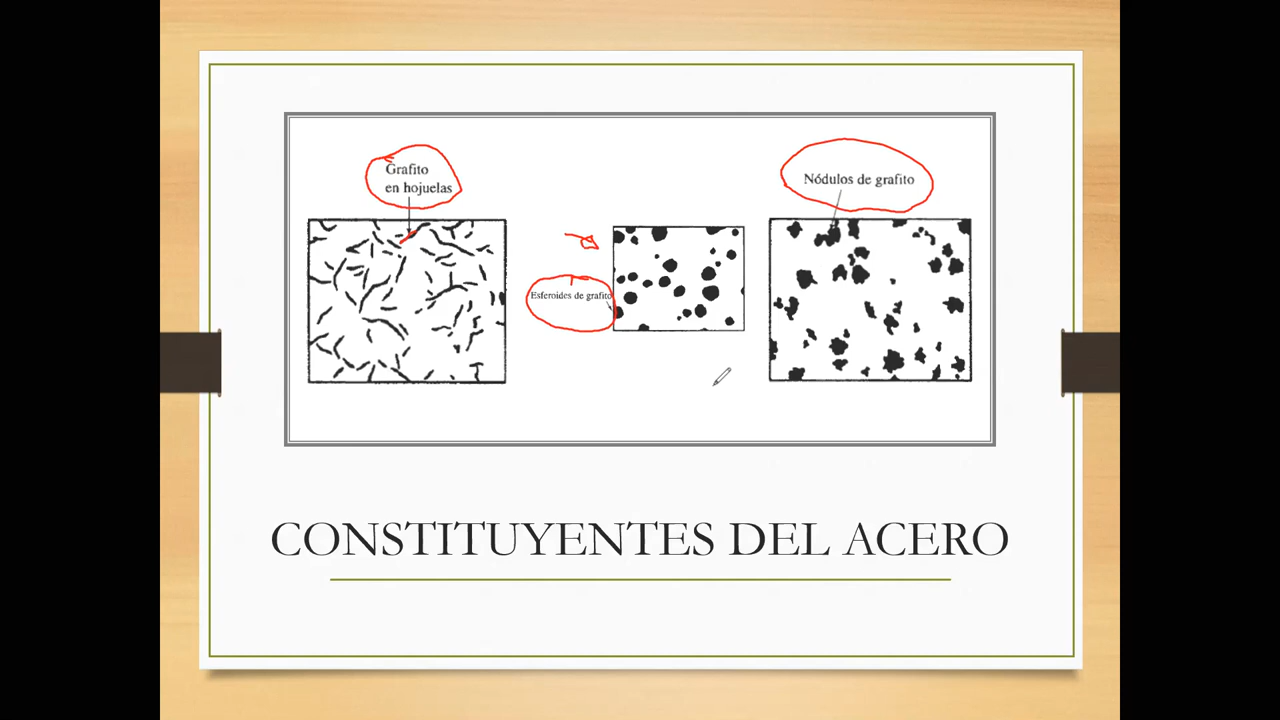 Grafito
en hojuelas
Esferoides de grafito
Nódulos de grafito
CONSTITUYENTES DEL ACERO